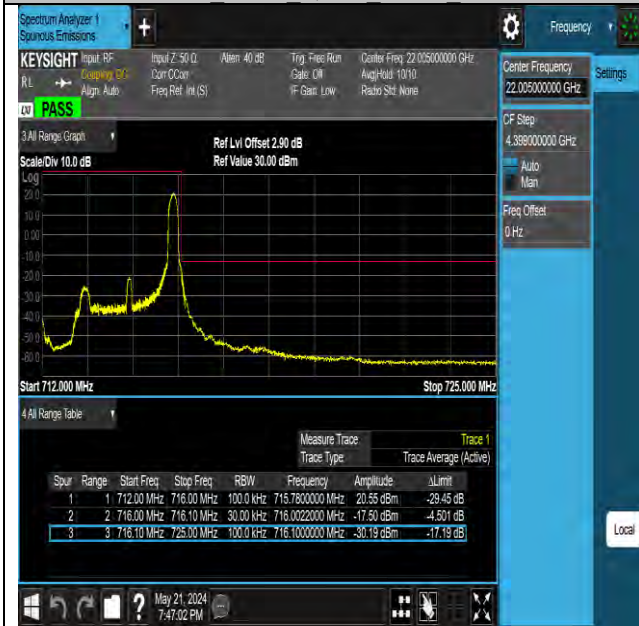 Spectrum Analyzer 1
Spurious Emissions
Frequency
KEYSIGHT Input: RF Input Z: 50 Ω Atten: 40 dB Trig: Free Run Center Freq: 22.005000000 GHz
RL Coupling: DC Corr CCorr Gate: Off Avg|Hold: 10/10
Align: Auto Freq Ref: Int (S) IF Gain: Low Radio Std: None
LXI PASS
Center Frequency
22.005000000 GHz
Settings
CF Step
4.398000000 GHz
Auto
Man
Freq Offset
0 Hz
3 All Range Graph
Ref Lvl Offset 2.90 dB
Scale/Div 10.0 dB Ref Value 30.00 dBm
Log
20.0
10.0
0.00
-10.0
-20.0
-30.0
-40.0
-50.0
-60.0
Start 712.000 MHz Stop 725.000 MHz
4 All Range Table
Measure Trace Trace 1
Trace Type Trace Average (Active)
Spur Range Start Freq Stop Freq RBW Frequency Amplitude ΔLimit
1 1 712.00 MHz 716.00 MHz 100.0 kHz 715.7800000 MHz 20.55 dBm -29.45 dB
2 2 716.00 MHz 716.10 MHz 30.00 kHz 716.0022000 MHz -17.50 dBm -4.501 dB
3 3 716.10 MHz 725.00 MHz 100.0 kHz 716.1000000 MHz -30.19 dBm -17.19 dB
Local
May 21, 2024
7:47:02 PM